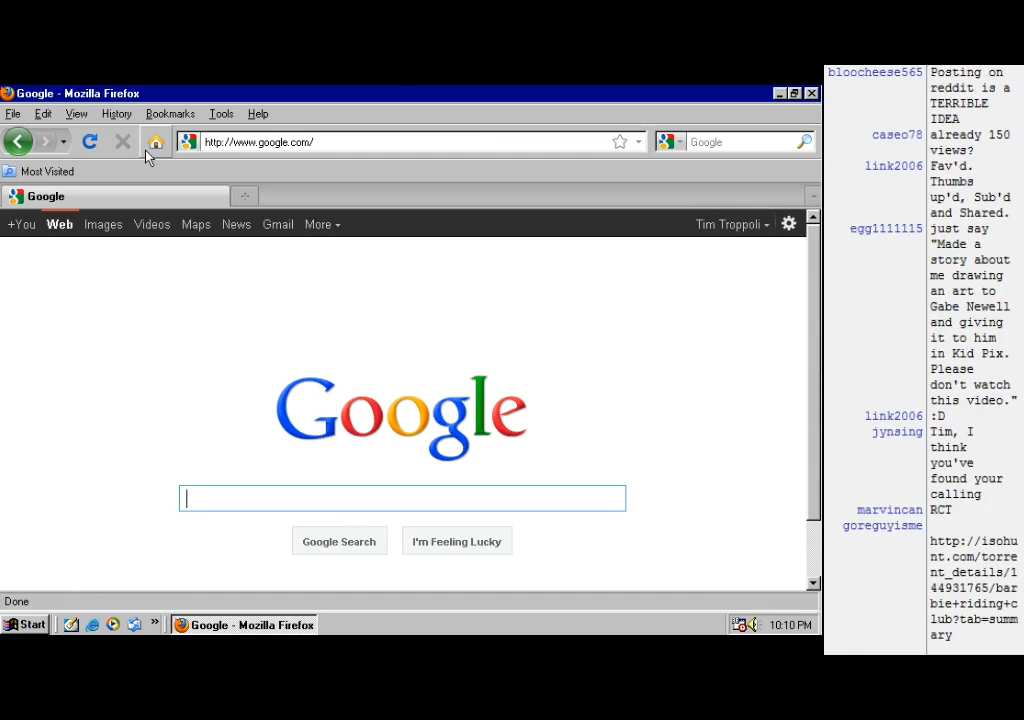 Google - Mozilla Firefox
File Edit View History Bookmarks Tools Help
http://www.google.com/
Google
Most Visited
Google
+You Web Images Videos Maps News Gmail More
Tim Troppoli
Google
Google Search
I'm Feeling Lucky
Done
Start
Google - Mozilla Firefox
10:10 PM
bloocheese565 Posting on
reddit is a
TERRIBLE
IDEA
caseo78 already 150
views?
link2006 Fav'd.
Thumbs
up'd, Sub'd
and Shared.
egg1111115 just say
"Made a
story about
me drawing
an art to
Gabe Newell
and giving
it to him
in Kid Pix.
Please
don't watch
this video."
link2006 :D
jynsing Tim, I
think
you've
found your
calling
marvincan RCT
goreguyisme
http://isohu
nt.com/torre
nt_details/1
44931765/bar
bie+riding+c
lub?tab=summ
ary